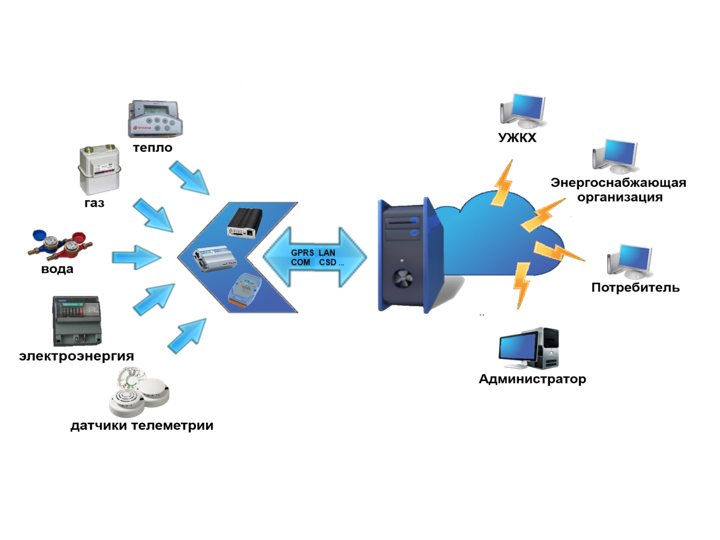 тепло
газ
вода
электроэнергия
датчики телеметрии
GPRS LAN
COM CSD ...
УЖКХ
Энергоснабжающая
организация
Потребитель
..
Администратор